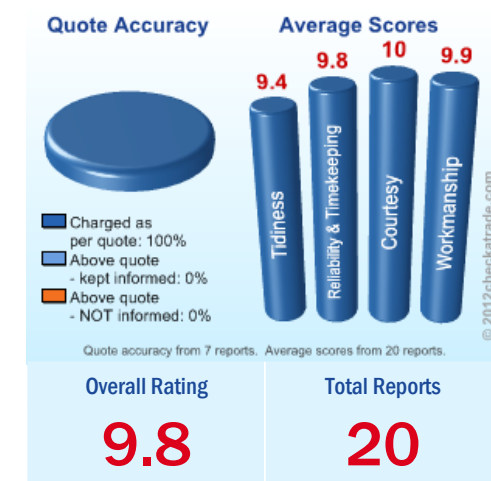 Quote Accuracy
Average Scores
9.4
9.8
10
9.9
Tidiness
Reliability & Timekeeping
Courtesy
Workmanship
Charged as
per quote: 100%
Above quote
- kept informed: 0%
Above quote
- NOT informed: 0%
© 2012checkatrade.com
Quote accuracy from 7 reports. Average scores from 20 reports.
Overall Rating
Total Reports
9.8
20